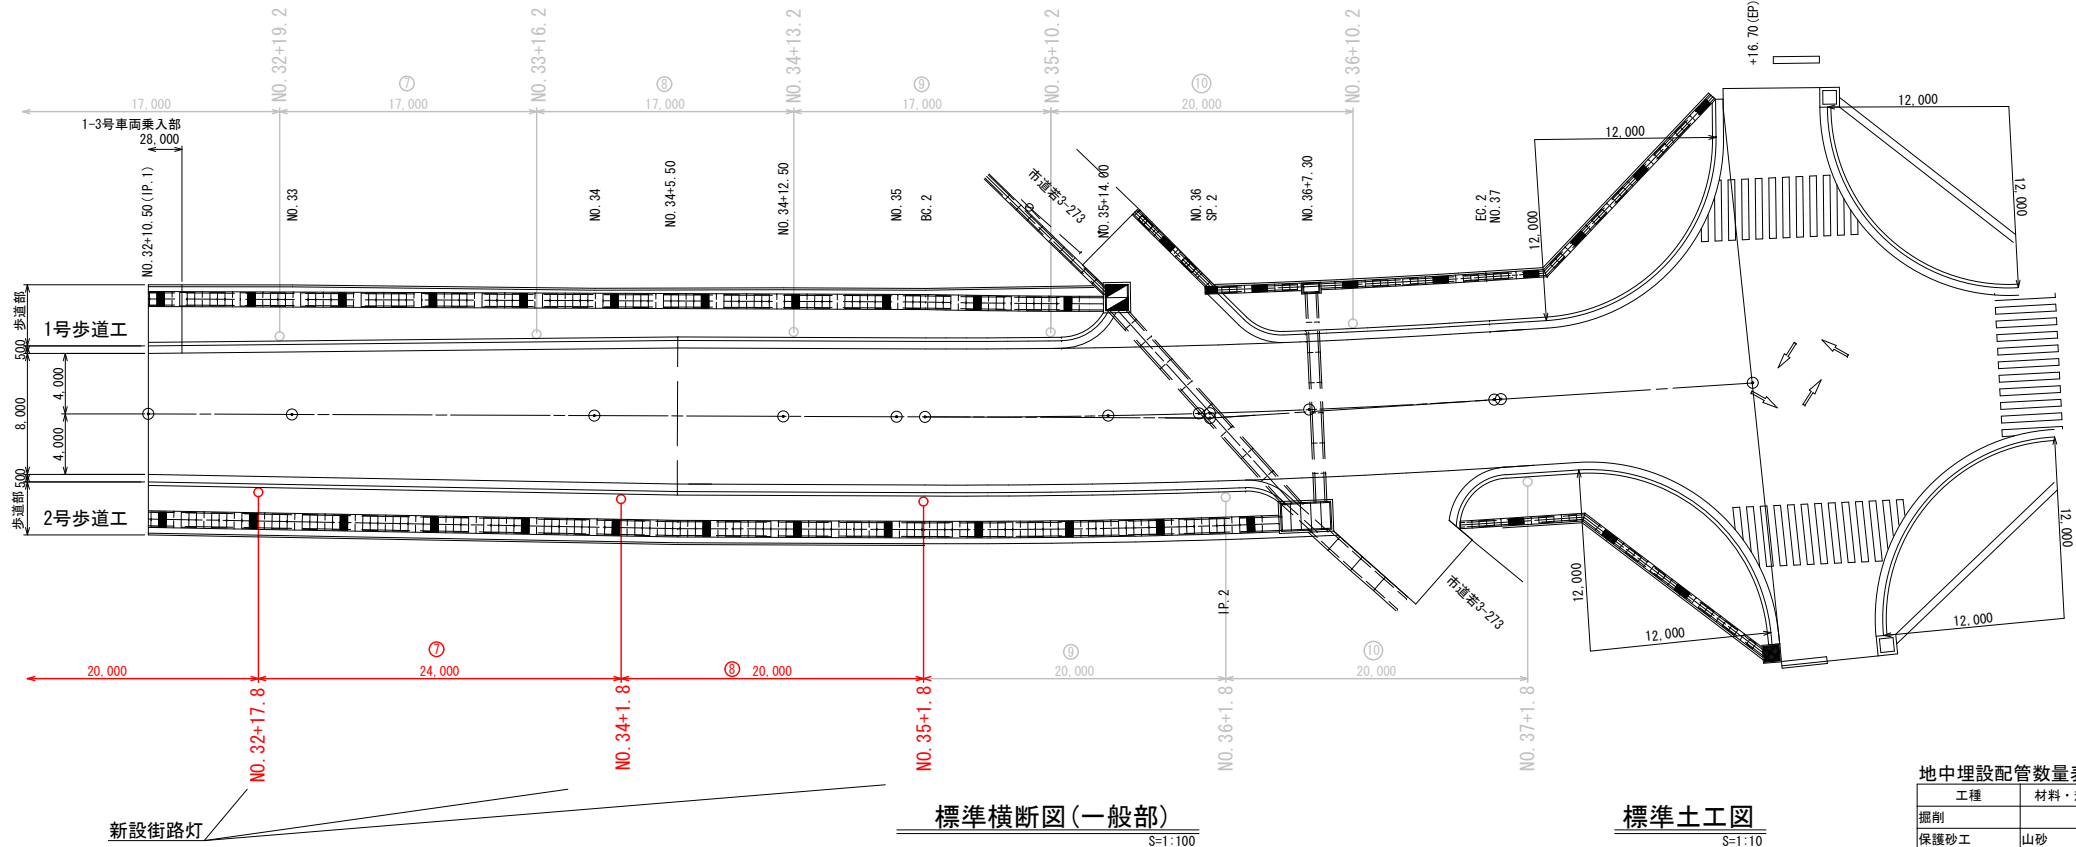 NO.32+19.2
NO.33+16.2
NO.34+13.2
NO.35+10.2
NO.36+10.2
+16.70(EP)
⑦
⑧
⑨
⑩
17,000
17,000
17,000
17,000
20,000
1-3号車両乗入部
28,000
NO.32+10.50(IP.1)
NO.33
NO.34
NO.34+5.50
NO.34+12.50
NO.35
BC.2
市道若3-273
NO.35+14.00
NO.36
SP.2
NO.36+7.30
EC.2
NO.37
12,000
12,000
12,000
12,000
歩道部
1号歩道工
500
4,000
8,000
4,000
500
歩道部
2号歩道工
IP.2
市道若3-273
12,000
12,000
12,000
12,000
20,000
⑦
24,000
⑧
20,000
⑨
20,000
⑩
20,000
NO.32+17.8
NO.34+1.8
NO.35+1.8
NO.36+1.8
NO.37+1.8
新設街路灯
標準横断図(一般部)
S=1:100
標準土工図
S=1:10
地中埋設配管数量
工種
材料・
掘削
保護砂工
山砂